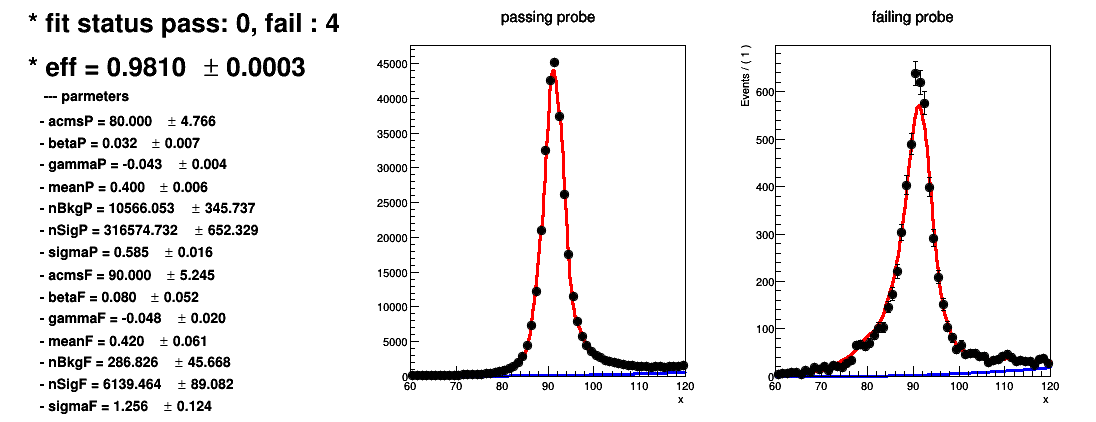 * fit status pass: 0, fail : 4
* eff = 0.9810 ± 0.0003
--- parmeters
- acmsP = 80.000 ± 4.766
- betaP = 0.032 ± 0.007
- gammaP = -0.043 ± 0.004
- meanP = 0.400 ± 0.006
- nBkgP = 10566.053 ± 345.737
- nSigP = 316574.732 ± 652.329
- sigmaP = 0.585 ± 0.016
- acmsF = 90.000 ± 5.245
- betaF = 0.080 ± 0.052
- gammaF = -0.048 ± 0.020
- meanF = 0.420 ± 0.061
- nBkgF = 286.826 ± 45.668
- nSigF = 6139.464 ± 89.082
- sigmaF = 1.256 ± 0.124
passing probe
45000
40000
35000
30000
25000
20000
15000
10000
5000
0
60 70 80 90 100 110 120
x
failing probe
Events / ( 1 )
600
500
400
300
200
100
0
60 70 80 90 100 110 120
x